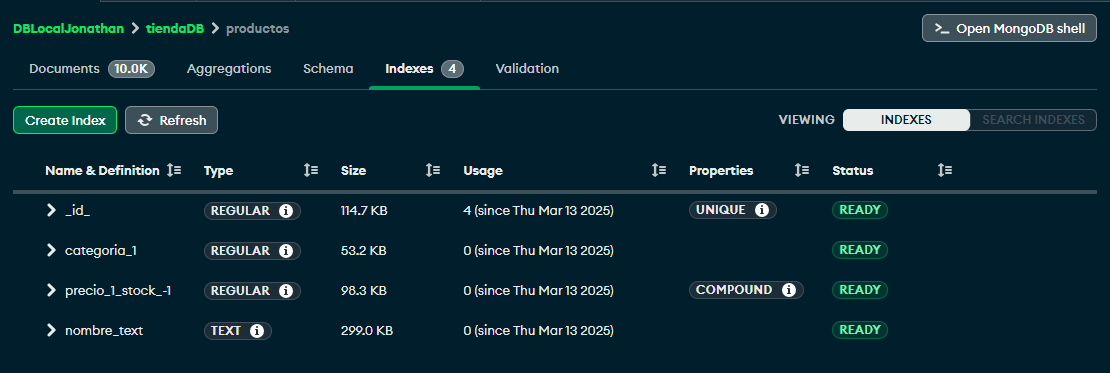 DBLocalJonathan > tiendaDB > productos
>_ Open MongoDB shell
Documents 10.0K Aggregations Schema Indexes 4 Validation
Create Index Refresh VIEWING INDEXES SEARCH INDEXES
Name & Definition Type Size Usage Properties Status
_id_ REGULAR 114.7 KB 4 (since Thu Mar 13 2025) UNIQUE READY
categoria_1 REGULAR 53.2 KB 0 (since Thu Mar 13 2025) READY
precio_1_stock_-1 REGULAR 98.3 KB 0 (since Thu Mar 13 2025) COMPOUND READY
nombre_text TEXT 299.0 KB 0 (since Thu Mar 13 2025) READY